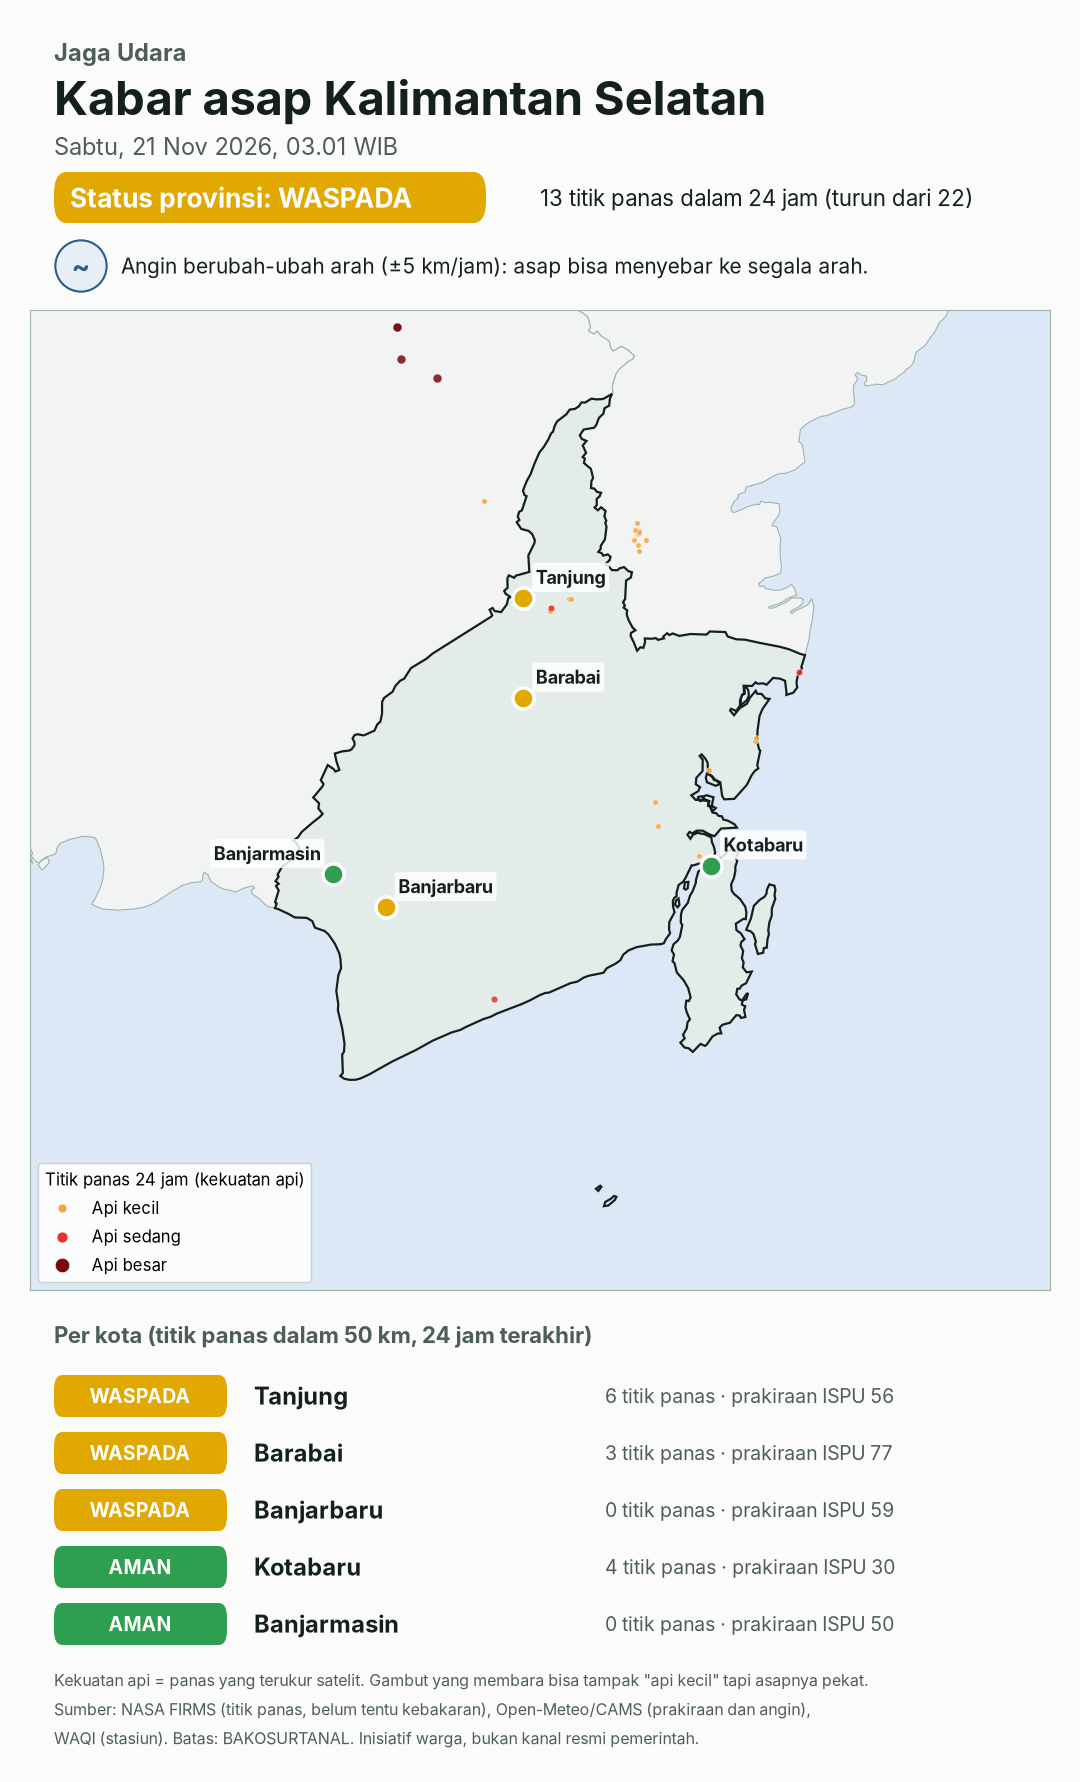 Jaga Udara
Kabar asap Kalimantan Selatan
Sabtu, 21 Nov 2026, 03.01 WIB
Status provinsi: WASPADA
13 titik panas dalam 24 jam (turun dari 22)
~
Angin berubah-ubah arah (±5 km/jam): asap bisa menyebar ke segala arah.
Tanjung
Barabai
Kotabaru
Banjarmasin
Banjarbaru
Titik panas 24 jam (kekuatan api)
Api kecil
Api sedang
Api besar
Per kota (titik panas dalam 50 km, 24 jam terakhir)
WASPADA Tanjung 6 titik panas · prakiraan ISPU 56
WASPADA Barabai 3 titik panas · prakiraan ISPU 77
WASPADA Banjarbaru 0 titik panas · prakiraan ISPU 59
AMAN Kotabaru 4 titik panas · prakiraan ISPU 30
AMAN Banjarmasin 0 titik panas · prakiraan ISPU 50
Kekuatan api = panas yang terukur satelit. Gambut yang membara bisa tampak "api kecil" tapi asapnya pekat.
Sumber: NASA FIRMS (titik panas, belum tentu kebakaran), Open-Meteo/CAMS (prakiraan dan angin),
WAQI (stasiun). Batas: BAKOSURTANAL. Inisiatif warga, bukan kanal resmi pemerintah.